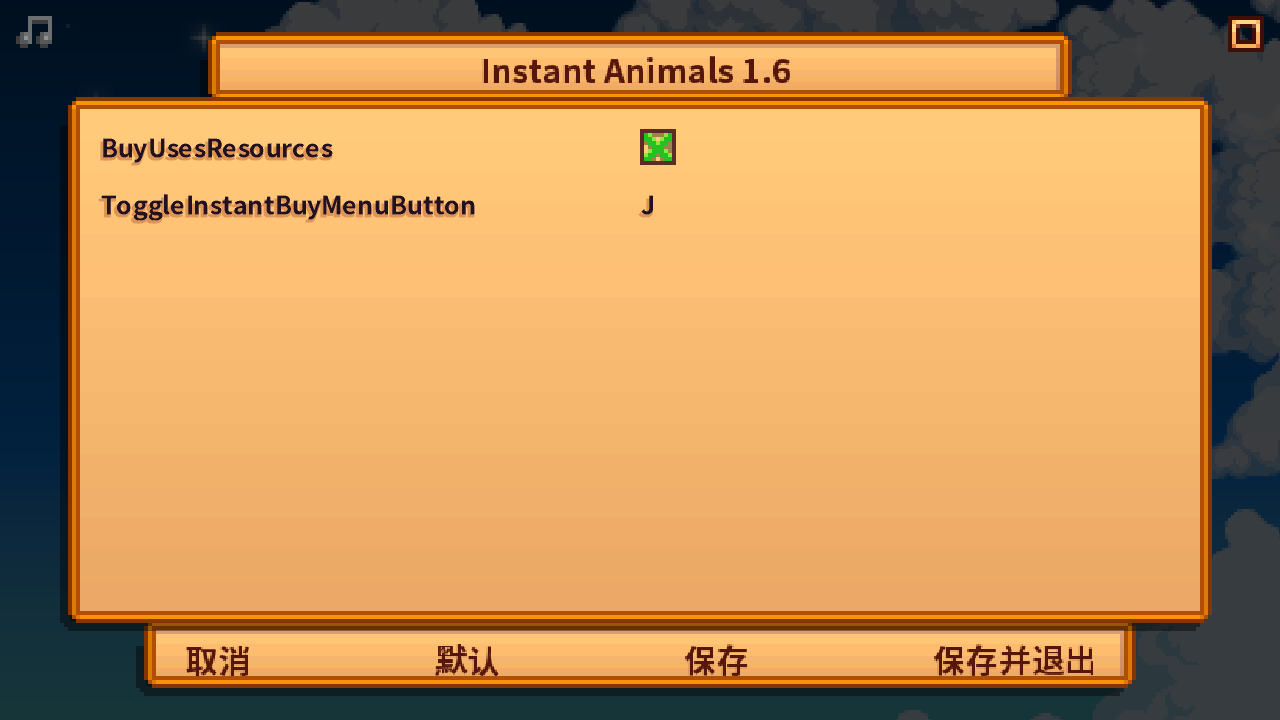 Instant Animals 1.6
BuyUsesResources
ToggleInstantBuyMenuButton J
取消 默认 保存 保存并退出